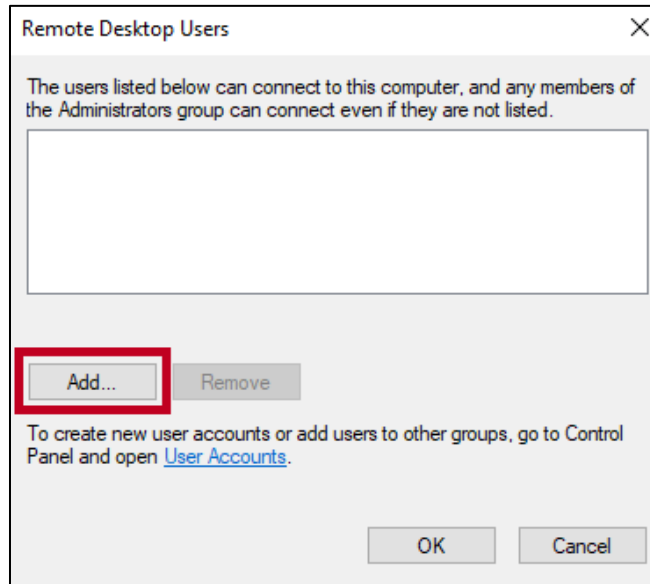 Remote Desktop Users
The users listed below can connect to this computer, and any members of
the Administrators group can connect even if they are not listed.
Add...
Remove
To create new user accounts or add users to other groups, go to Control
Panel and open User Accounts.
OK
Cancel